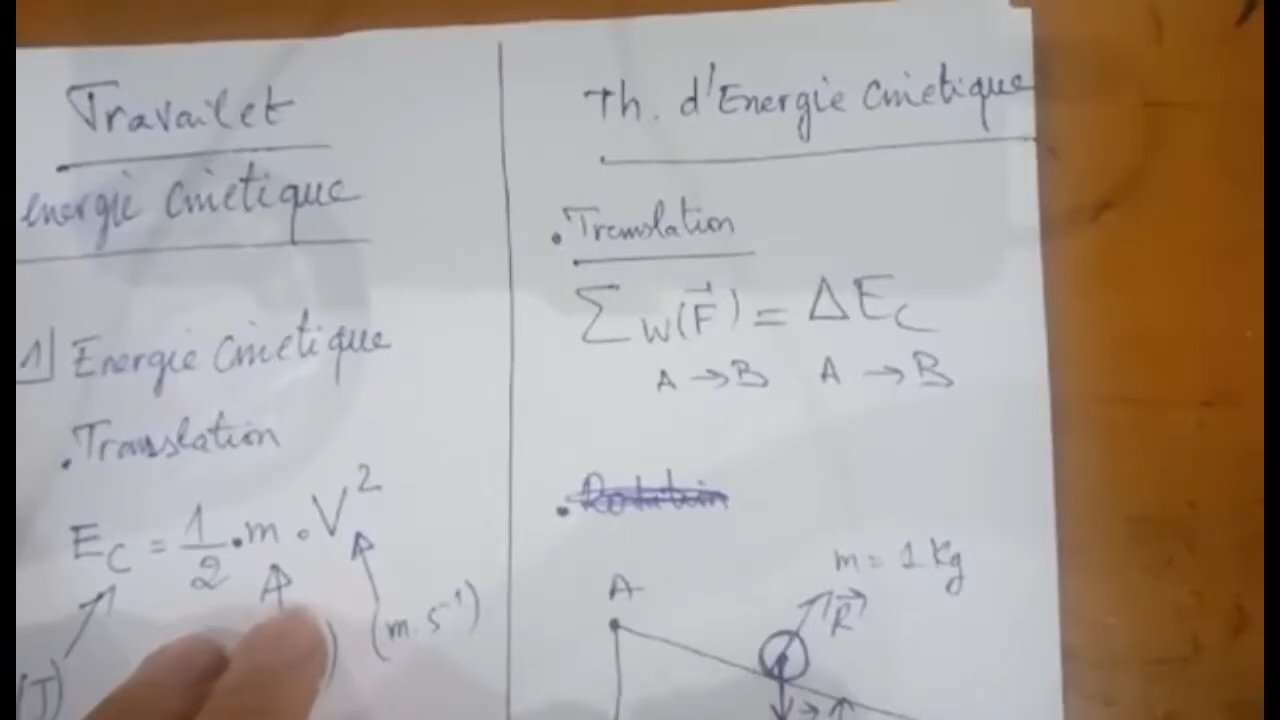 Travail et
énergie Cinétique
1] Energie Cinétique
. Translation
E_C = 1/2 . m . V²
(m.s⁻¹)
(J)
Th. d'Energie Cinétique
. Translation
∑ W(F⃗) = ΔE_C
A → B A → B
m = 1 Kg
A
R⃗